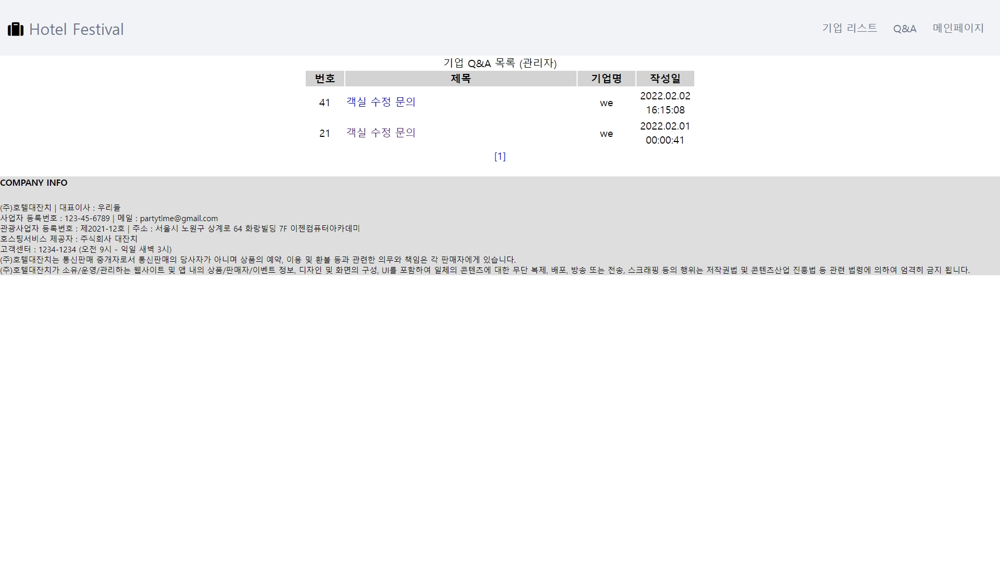 Hotel Festival
기업 리스트 Q&A 메인페이지
기업 Q&A 목록 (관리자)
번호 제목 기업명 작성일
41 객실 수정 문의 we 2022.02.02 16:15:08
21 객실 수정 문의 we 2022.02.01 00:00:41
[1]
COMPANY INFO
(주)호텔대잔치 | 대표이사 : 우리들
사업자 등록번호 : 123-45-6789 | 메일 : partytime@gmail.com
관광사업자 등록번호 : 제2021-12호 | 주소 : 서울시 노원구 상계로 64 화랑빌딩 7F 이젠컴퓨터아카데미
호스팅서비스 제공자 : 주식회사 대잔치
고객센터 : 1234-1234 (오전 9시 - 익일 새벽 3시)
(주)호텔대잔치는 통신판매 중개자로서 통신판매의 당사자가 아니며 상품의 예약, 이용 및 환불 등과 관련한 의무와 책임은 각 판매자에게 있습니다.
(주)호텔대잔치가 소유/운영/관리하는 웹사이트 및 앱 내의 상품/판매자/이벤트 정보, 디자인 및 화면의 구성, UI를 포함하여 일체의 콘텐츠에 대한 무단 복제, 배포, 방송 또는 전송, 스크래핑 등의 행위는 저작권법 및 콘텐츠산업 진흥법 등 관련 법령에 의하여 엄격히 금지 됩니다.